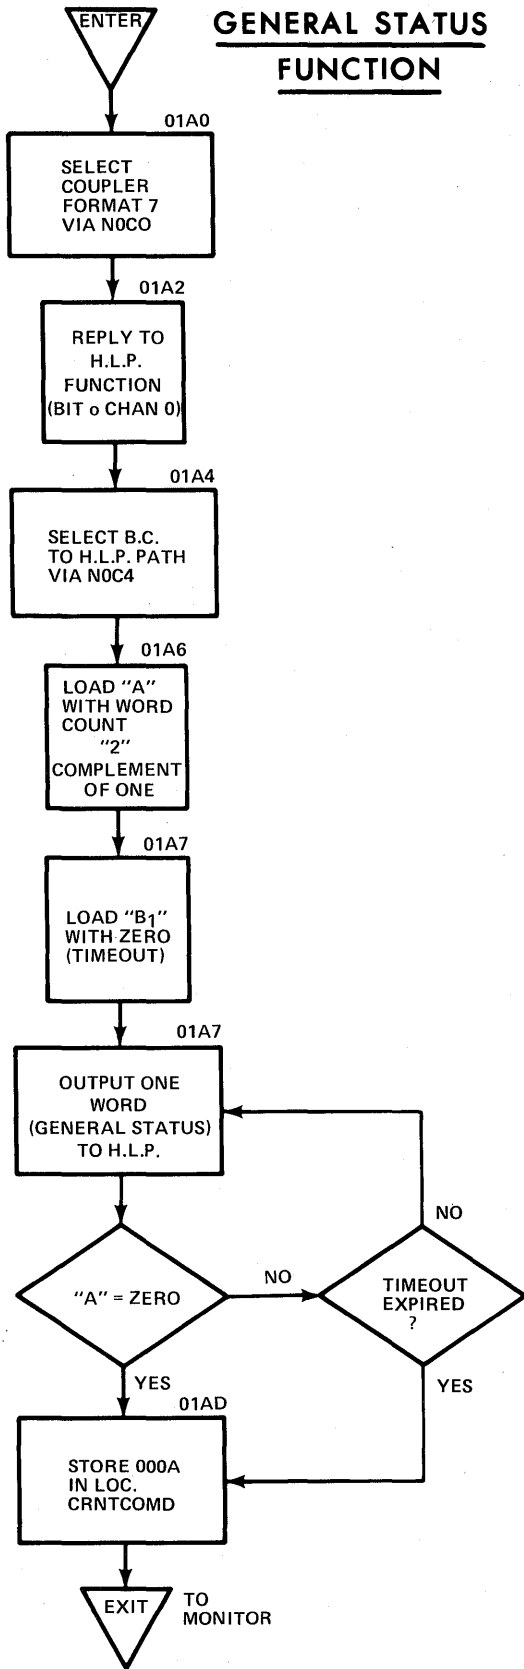 ENTER
GENERAL STATUS
FUNCTION
01A0
SELECT
COUPLER
FORMAT 7
VIA N0CO
01A2
REPLY TO
H.L.P.
FUNCTION
(BIT o CHAN 0)
01A4
SELECT B.C.
TO H.L.P. PATH
VIA N0C4
01A6
LOAD "A"
WITH WORD
COUNT
"2"
COMPLEMENT
OF ONE
01A7
LOAD "B1"
WITH ZERO
(TIMEOUT)
01A7
OUTPUT ONE
WORD
(GENERAL STATUS)
TO H.L.P.
NO
"A" = ZERO
NO
TIMEOUT
EXPIRED
?
YES
YES
01AD
STORE 000A
IN LOC.
CRNTCOMD
EXIT
TO
MONITOR